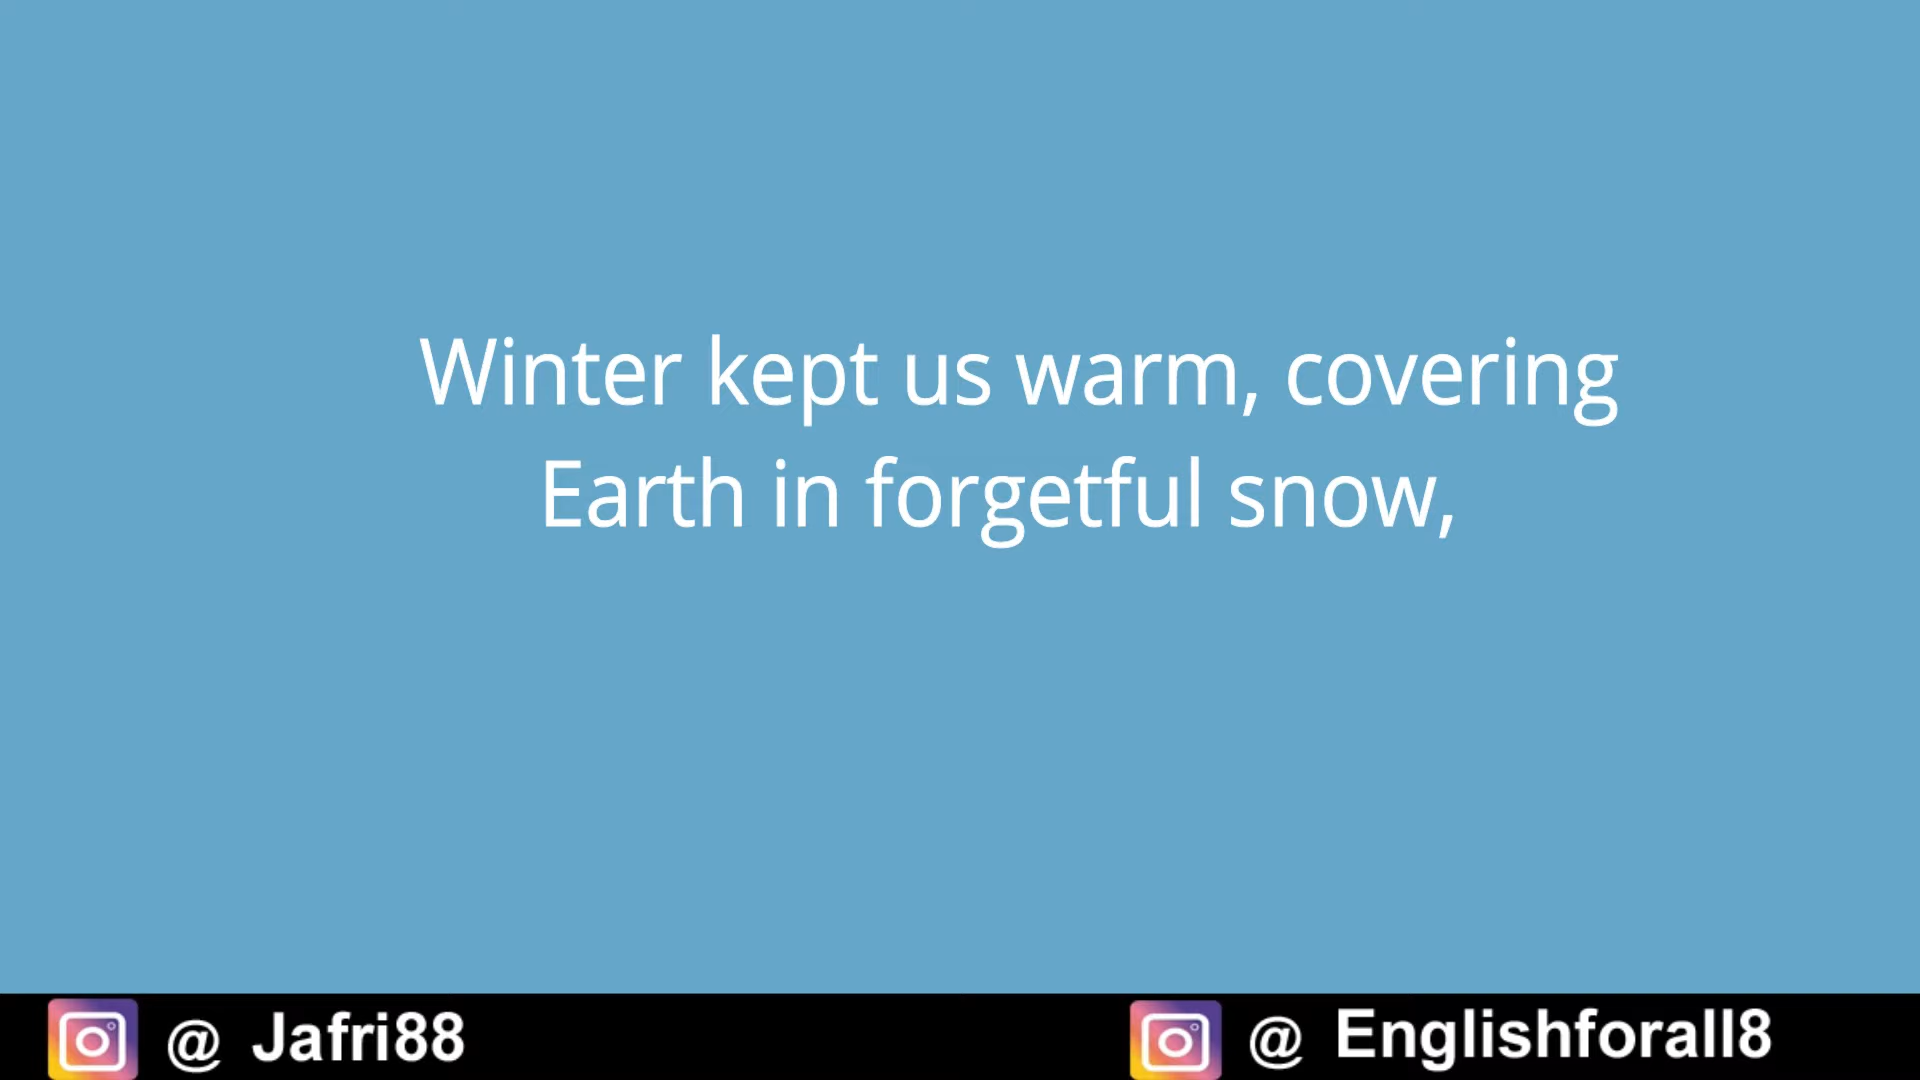 Winter kept us warm, covering
Earth in forgetful snow,
@ Jafri88
@ Englishforall8